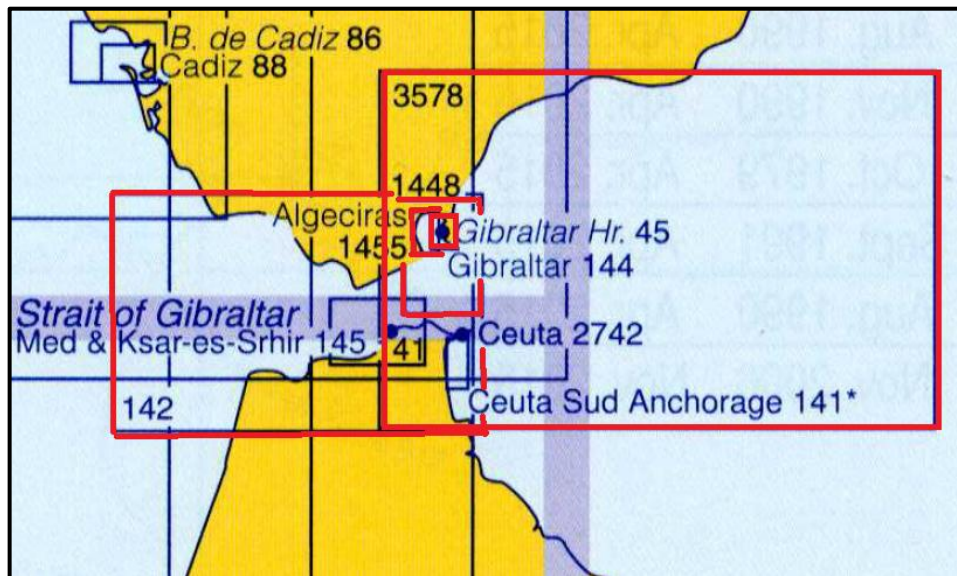 B. de Cadiz 86
Cadiz 88
3578
1448
Algeciras
Gibraltar Hr. 45
1455
Gibraltar 144
Strait of Gibraltar
Med & Ksar-es-Srhir 145
41
Ceuta 2742
142
Ceuta Sud Anchorage 141*